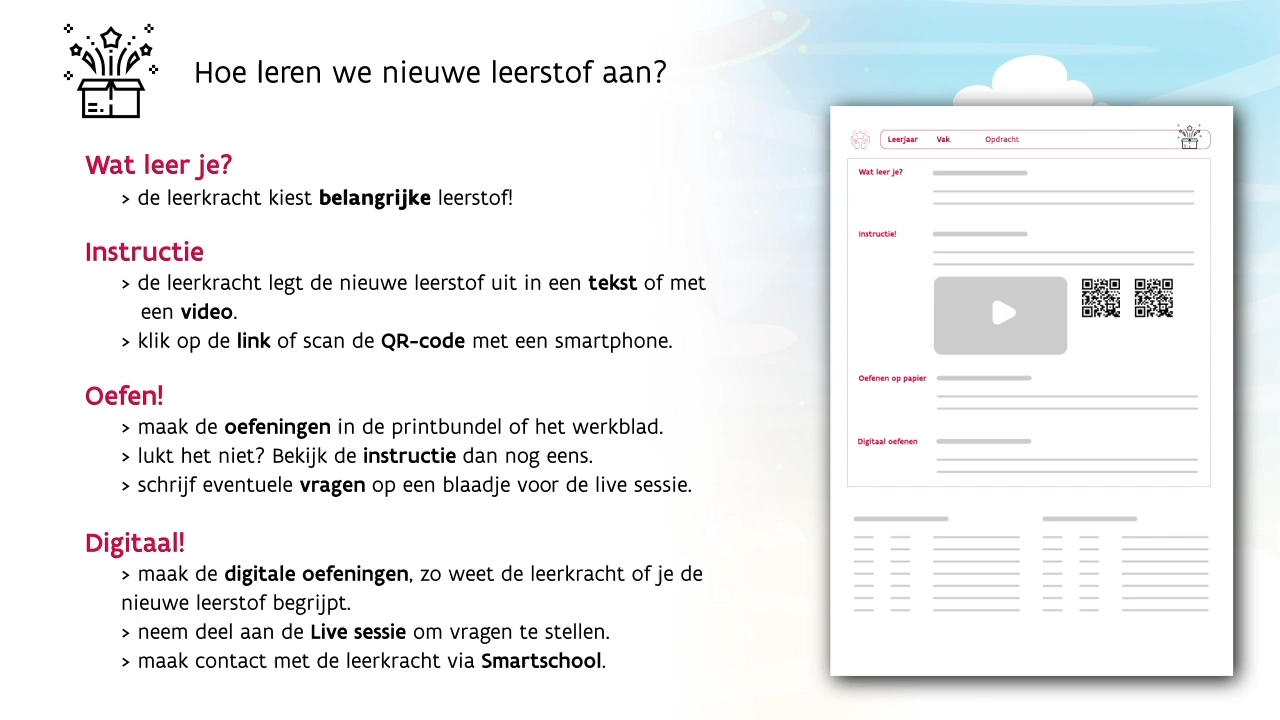 Hoe leren we nieuwe leerstof aan?
Wat leer je?
> de leerkracht kiest belangrijke leerstof!
Instructie
> de leerkracht legt de nieuwe leerstof uit in een tekst of met
een video.
> klik op de link of scan de QR-code met een smartphone.
Oefen!
> maak de oefeningen in de printbundel of het werkblad.
> lukt het niet? Bekijk de instructie dan nog eens.
> schrijf eventuele vragen op een blaadje voor de live sessie.
Digitaal!
> maak de digitale oefeningen, zo weet de leerkracht of je de
nieuwe leerstof begrijpt.
> neem deel aan de Live sessie om vragen te stellen.
> maak contact met de leerkracht via Smartschool.
Leerjaar Vak Opdracht
Wat leer je?
Instructie!
Oefenen op papier
Digitaal oefenen